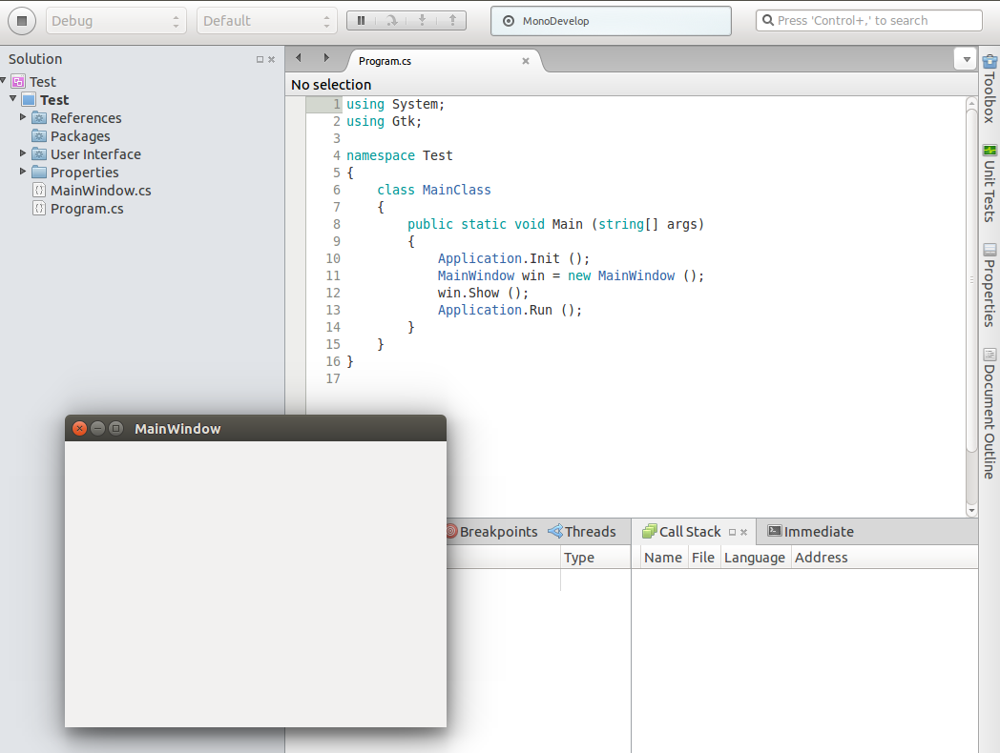 Debug
Default
MonoDevelop
Press 'Control+,' to search
Solution
Test
Test
References
Packages
User Interface
Properties
MainWindow.cs
Program.cs
Program.cs
No selection
1 using System;
2 using Gtk;
3
4 namespace Test
5 {
6 class MainClass
7 {
8 public static void Main (string[] args)
9 {
10 Application.Init ();
11 MainWindow win = new MainWindow ();
12 win.Show ();
13 Application.Run ();
14 }
15 }
16 }
17
Toolbox
Unit Tests
Properties
Document Outline
MainWindow
Breakpoints
Threads
Call Stack
Immediate
Type
Name File Language Address